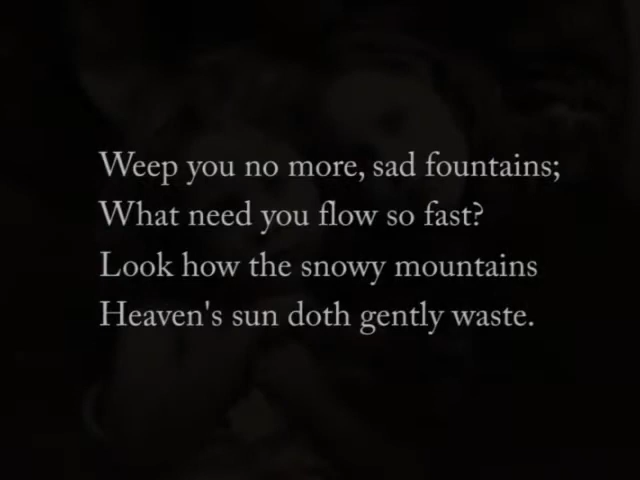 Weep you no more, sad fountains;
What need you flow so fast?
Look how the snowy mountains
Heaven's sun doth gently waste.